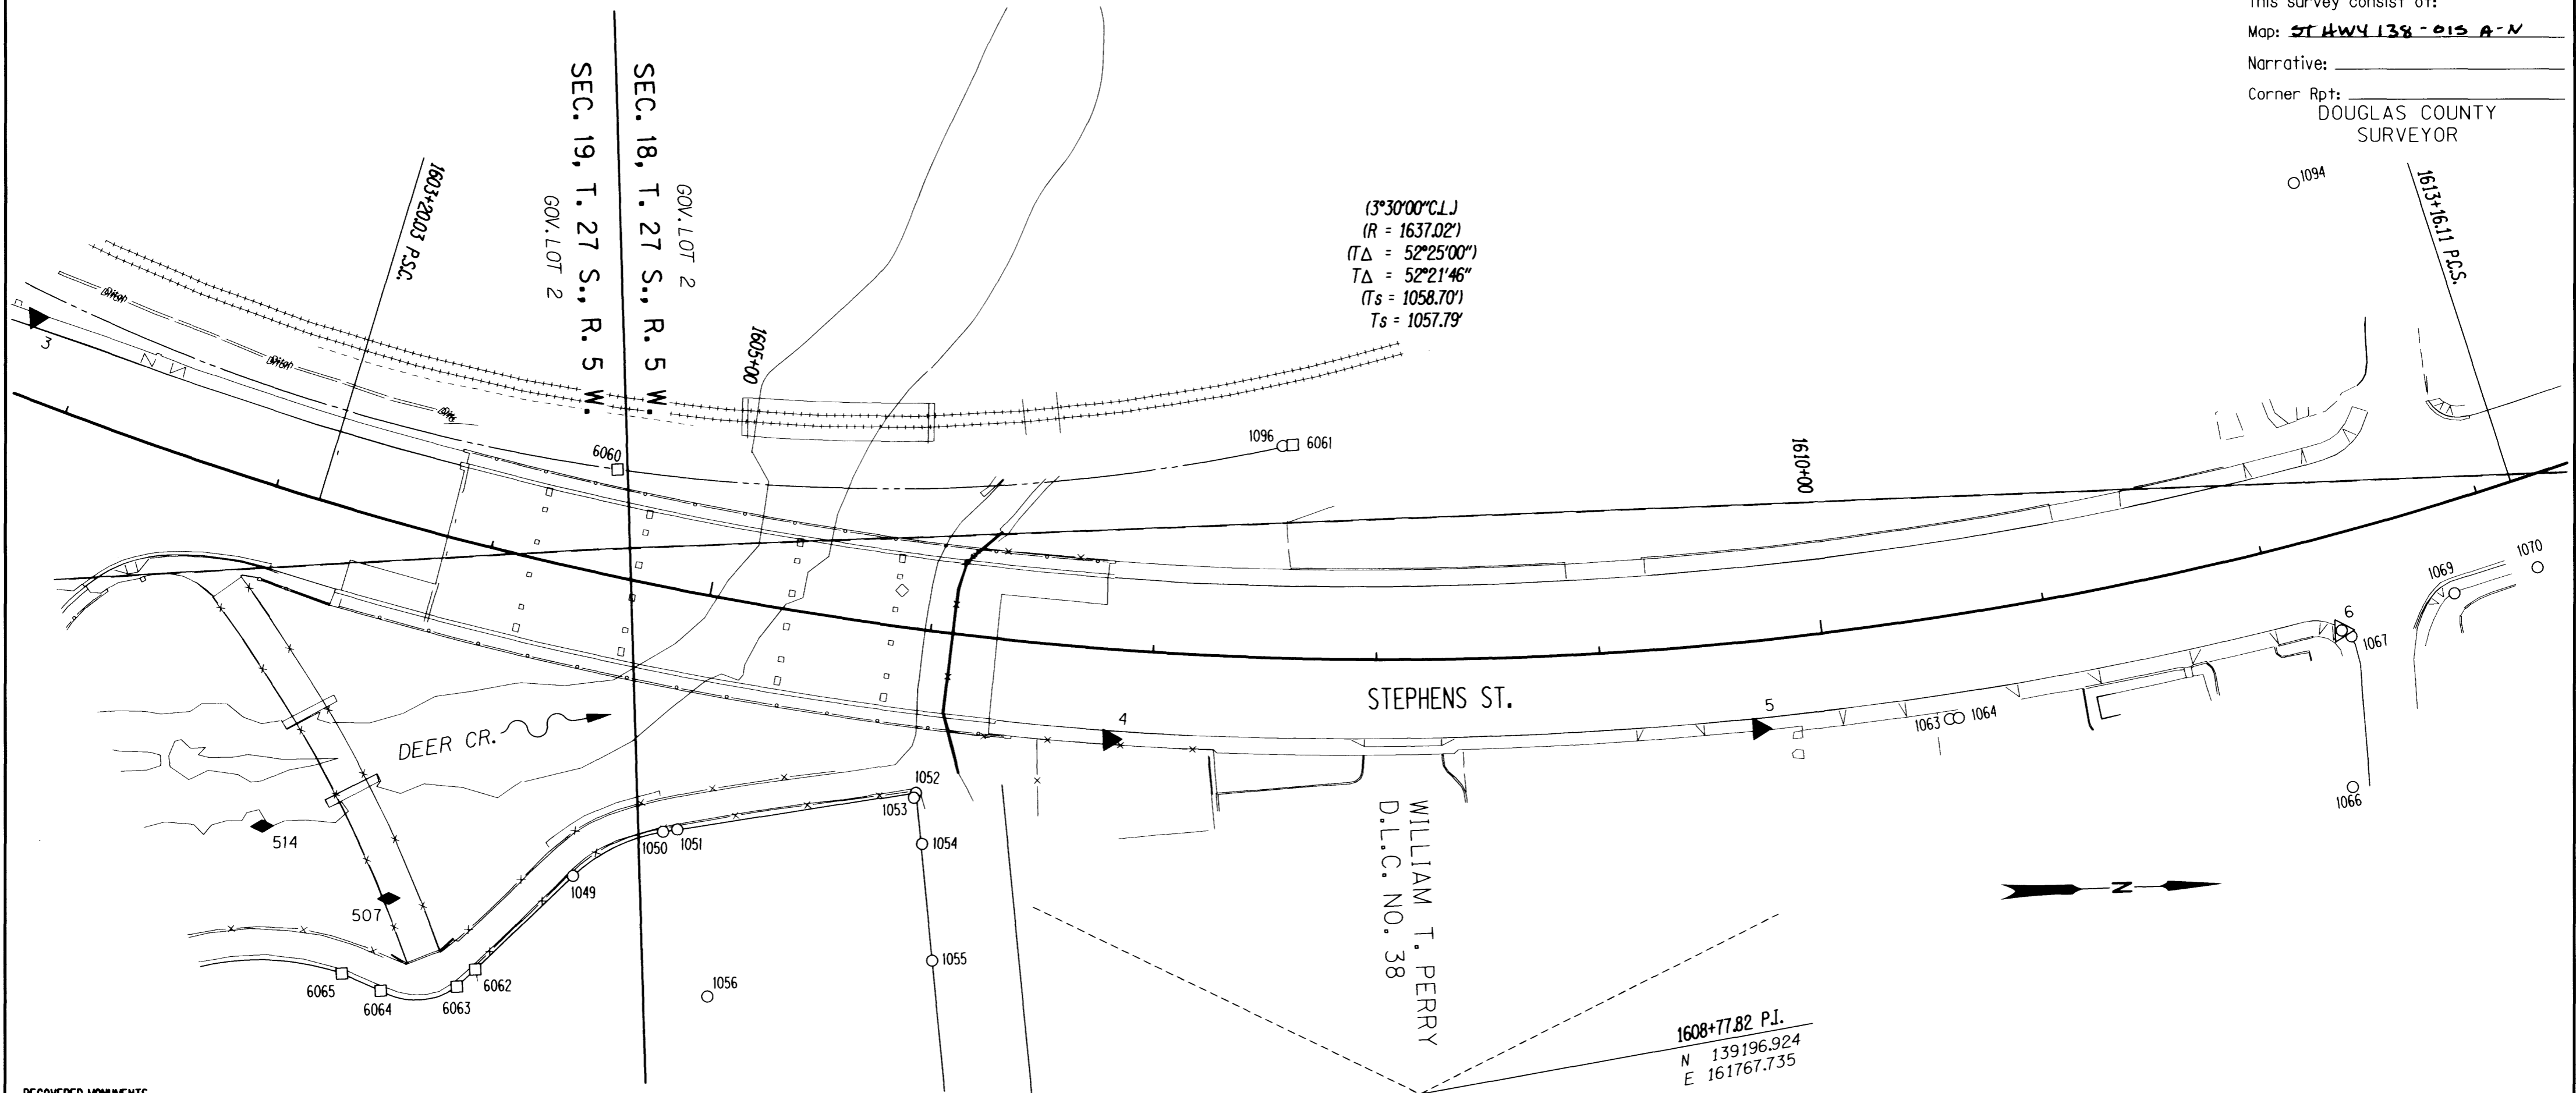 This survey consist of:
Map: ST HWY 138-015 A-N
Narrative:
Corner Rpt:
DOUGLAS COUNTY
SURVEYOR
SEC. 19, T. 27 S., R. 5 W.
SEC. 18, T. 27 S., R. 5 W.
GOV. LOT 2
GOV. LOT 2
1603+20.03 P.S.C.
1605+00
1610+00
1613+16.11 P.C.S.
(3°30'00"C.L.)
(R = 1637.02')
(TΔ = 52°25'00")
TΔ = 52°21'46"
(Ts = 1058.70')
Ts = 1057.79'
1094
3
Ditch
Ditch
6060
1096
6061
1070
1069
6
1067
1066
STEPHENS ST.
4
5
1063
1064
DEER CR.
1052
1053
1054
1055
1050
1051
1049
1056
514
507
6065
6064
6063
6062
WILLIAM T. PERRY
D.L.C. NO. 38
N
1608+77.82 P.I.
N 139196.924
E 161767.735
RECOVERED MONUMENTS